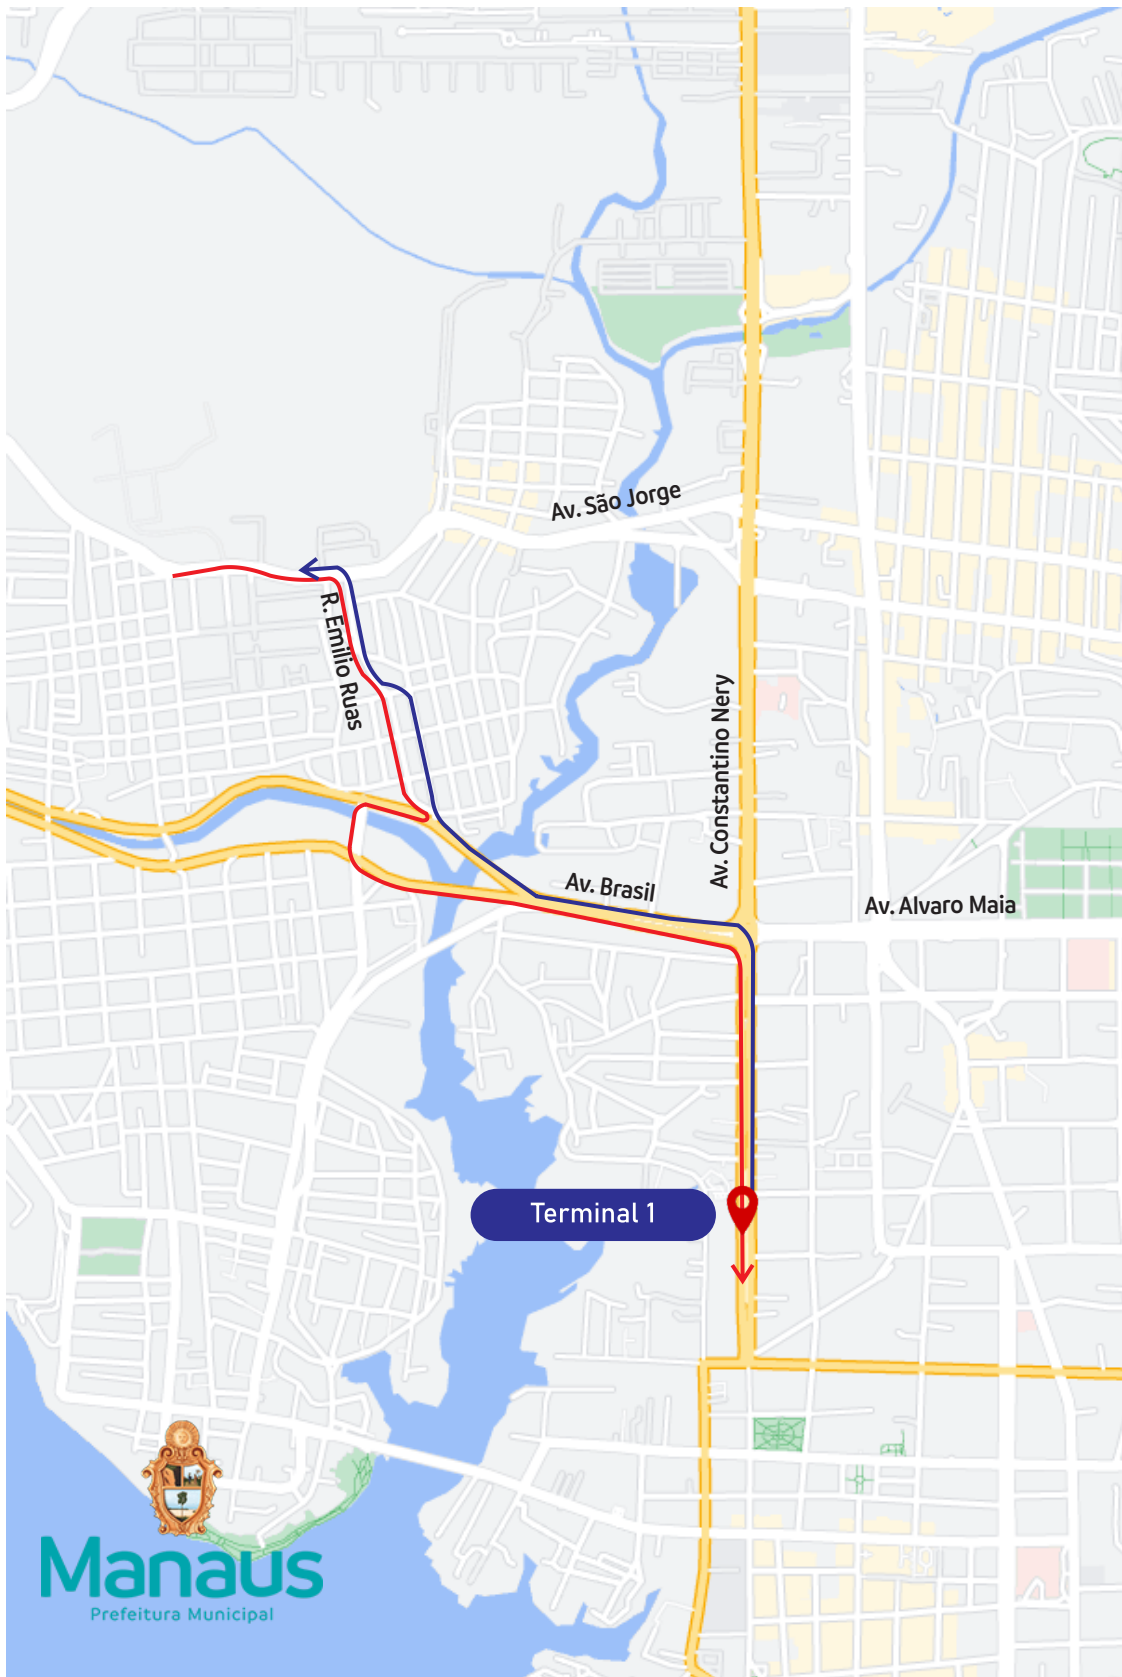 Av. São Jorge
R. Emilio Ruas
Av. Constantino Nery
Av. Brasil
Av. Alvaro Maia
Terminal 1
Manaus
Prefeitura Municipal